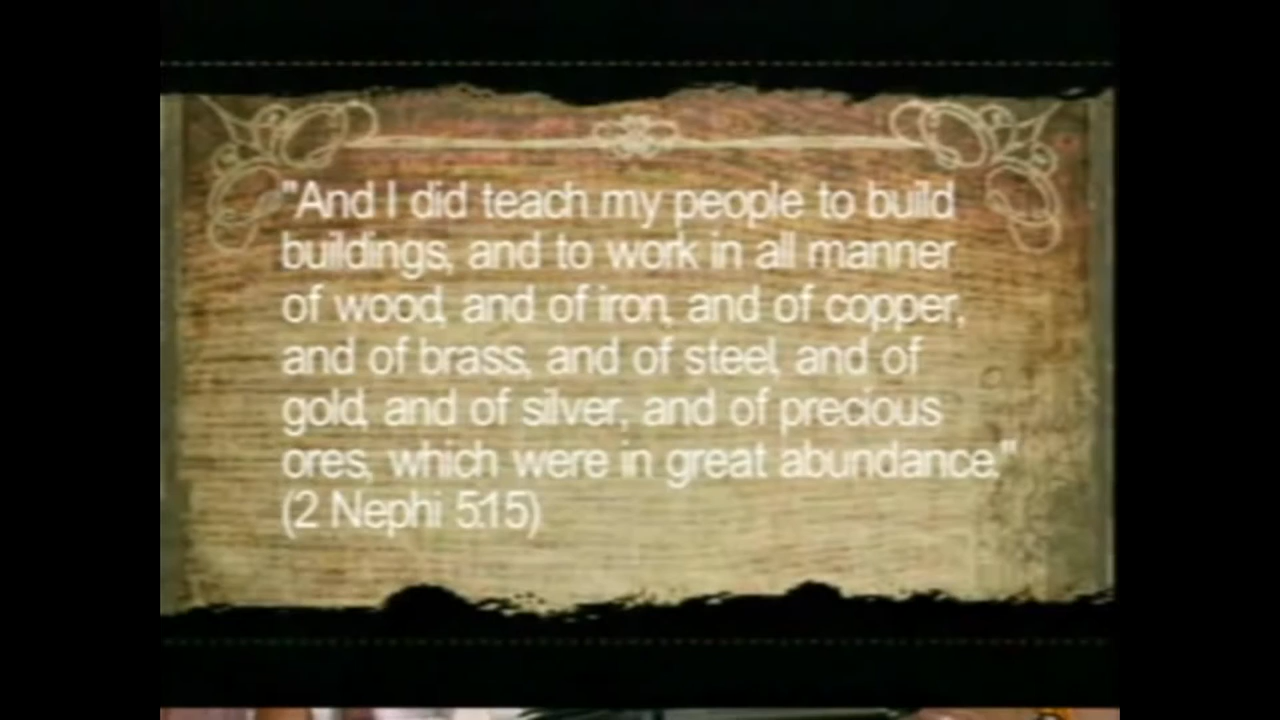 "And I did teach my people to build
buildings, and to work in all manner
of wood, and of iron, and of copper,
and of brass, and of steel, and of
gold, and of silver, and of precious
ores, which were in great abundance."
(2 Nephi 5:15)